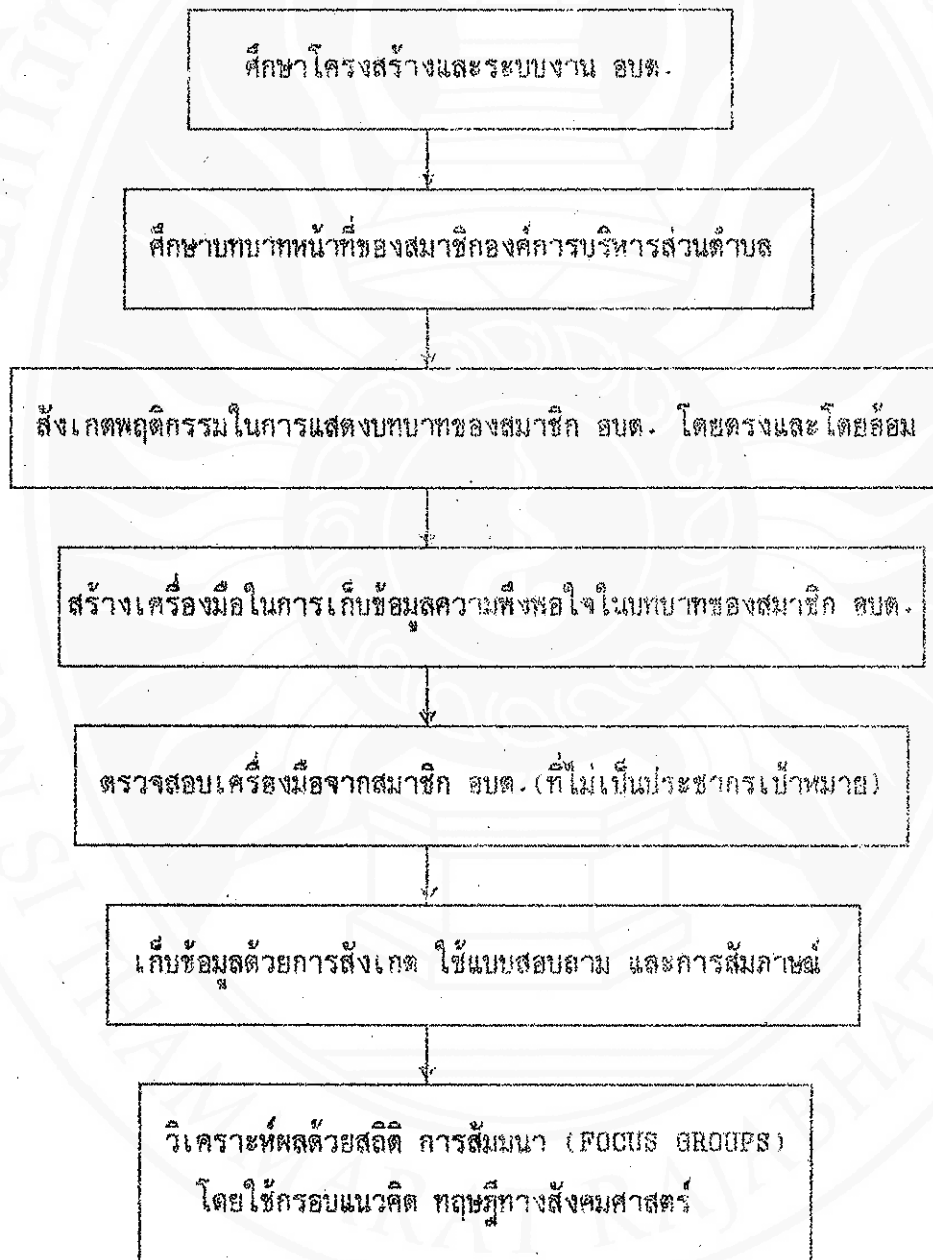 ศึกษาโครงสร้างและระบบงาน อบต.
ศึกษาบทบาทหน้าที่ของสมาชิกองค์การบริหารส่วนตำบล
สังเกตพฤติกรรมในการแสดงบทบาทของสมาชิก อบต. โดยตรงและโดยอ้อม
สร้างเครื่องมือในการเก็บข้อมูลความพึงพอใจในบทบาทของสมาชิก อบต.
ตรวจสอบเครื่องมือจากสมาชิก อบต.(ที่ไม่เป็นประชากรเป้าหมาย)
เก็บข้อมูลด้วยการสังเกต ใช้แบบสอบถาม และการสัมภาษณ์
วิเคราะห์ผลด้วยสถิติ การสัมมนา (FOCUS GROUPS)
โดยใช้กรอบแนวคิด ทฤษฎีทางสังคมศาสตร์